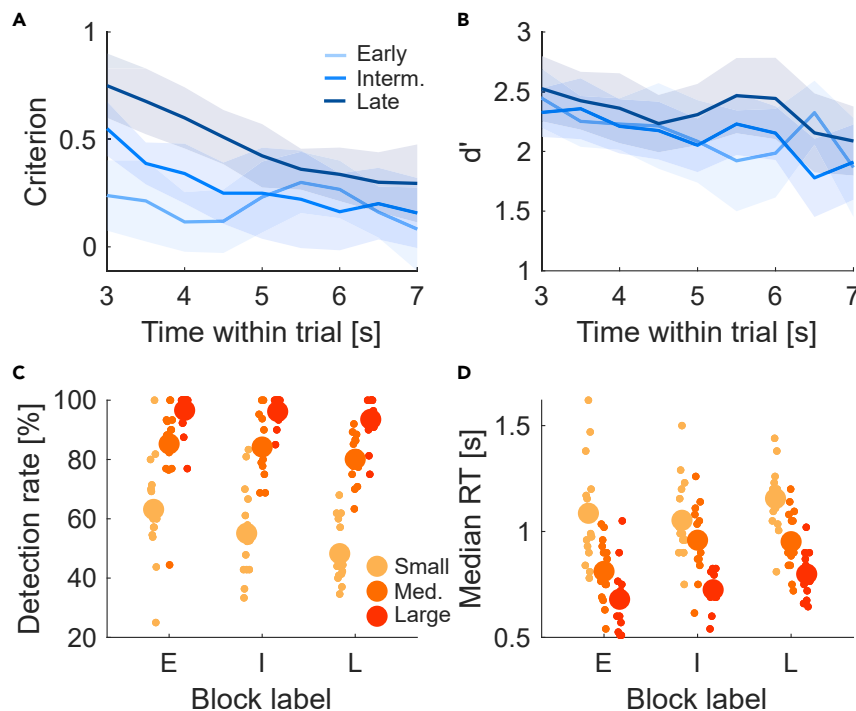 A
Criterion
1
0.5
0
Early
Interm.
Late
3 4 5 6 7
Time within trial [s]
B
d'
3
2.5
2
1.5
1
3 4 5 6 7
Time within trial [s]
C
Detection rate [%]
100
80
60
40
20
Small
Med.
Large
E I L
Block label
D
Median RT [s]
1.5
1
0.5
E I L
Block label